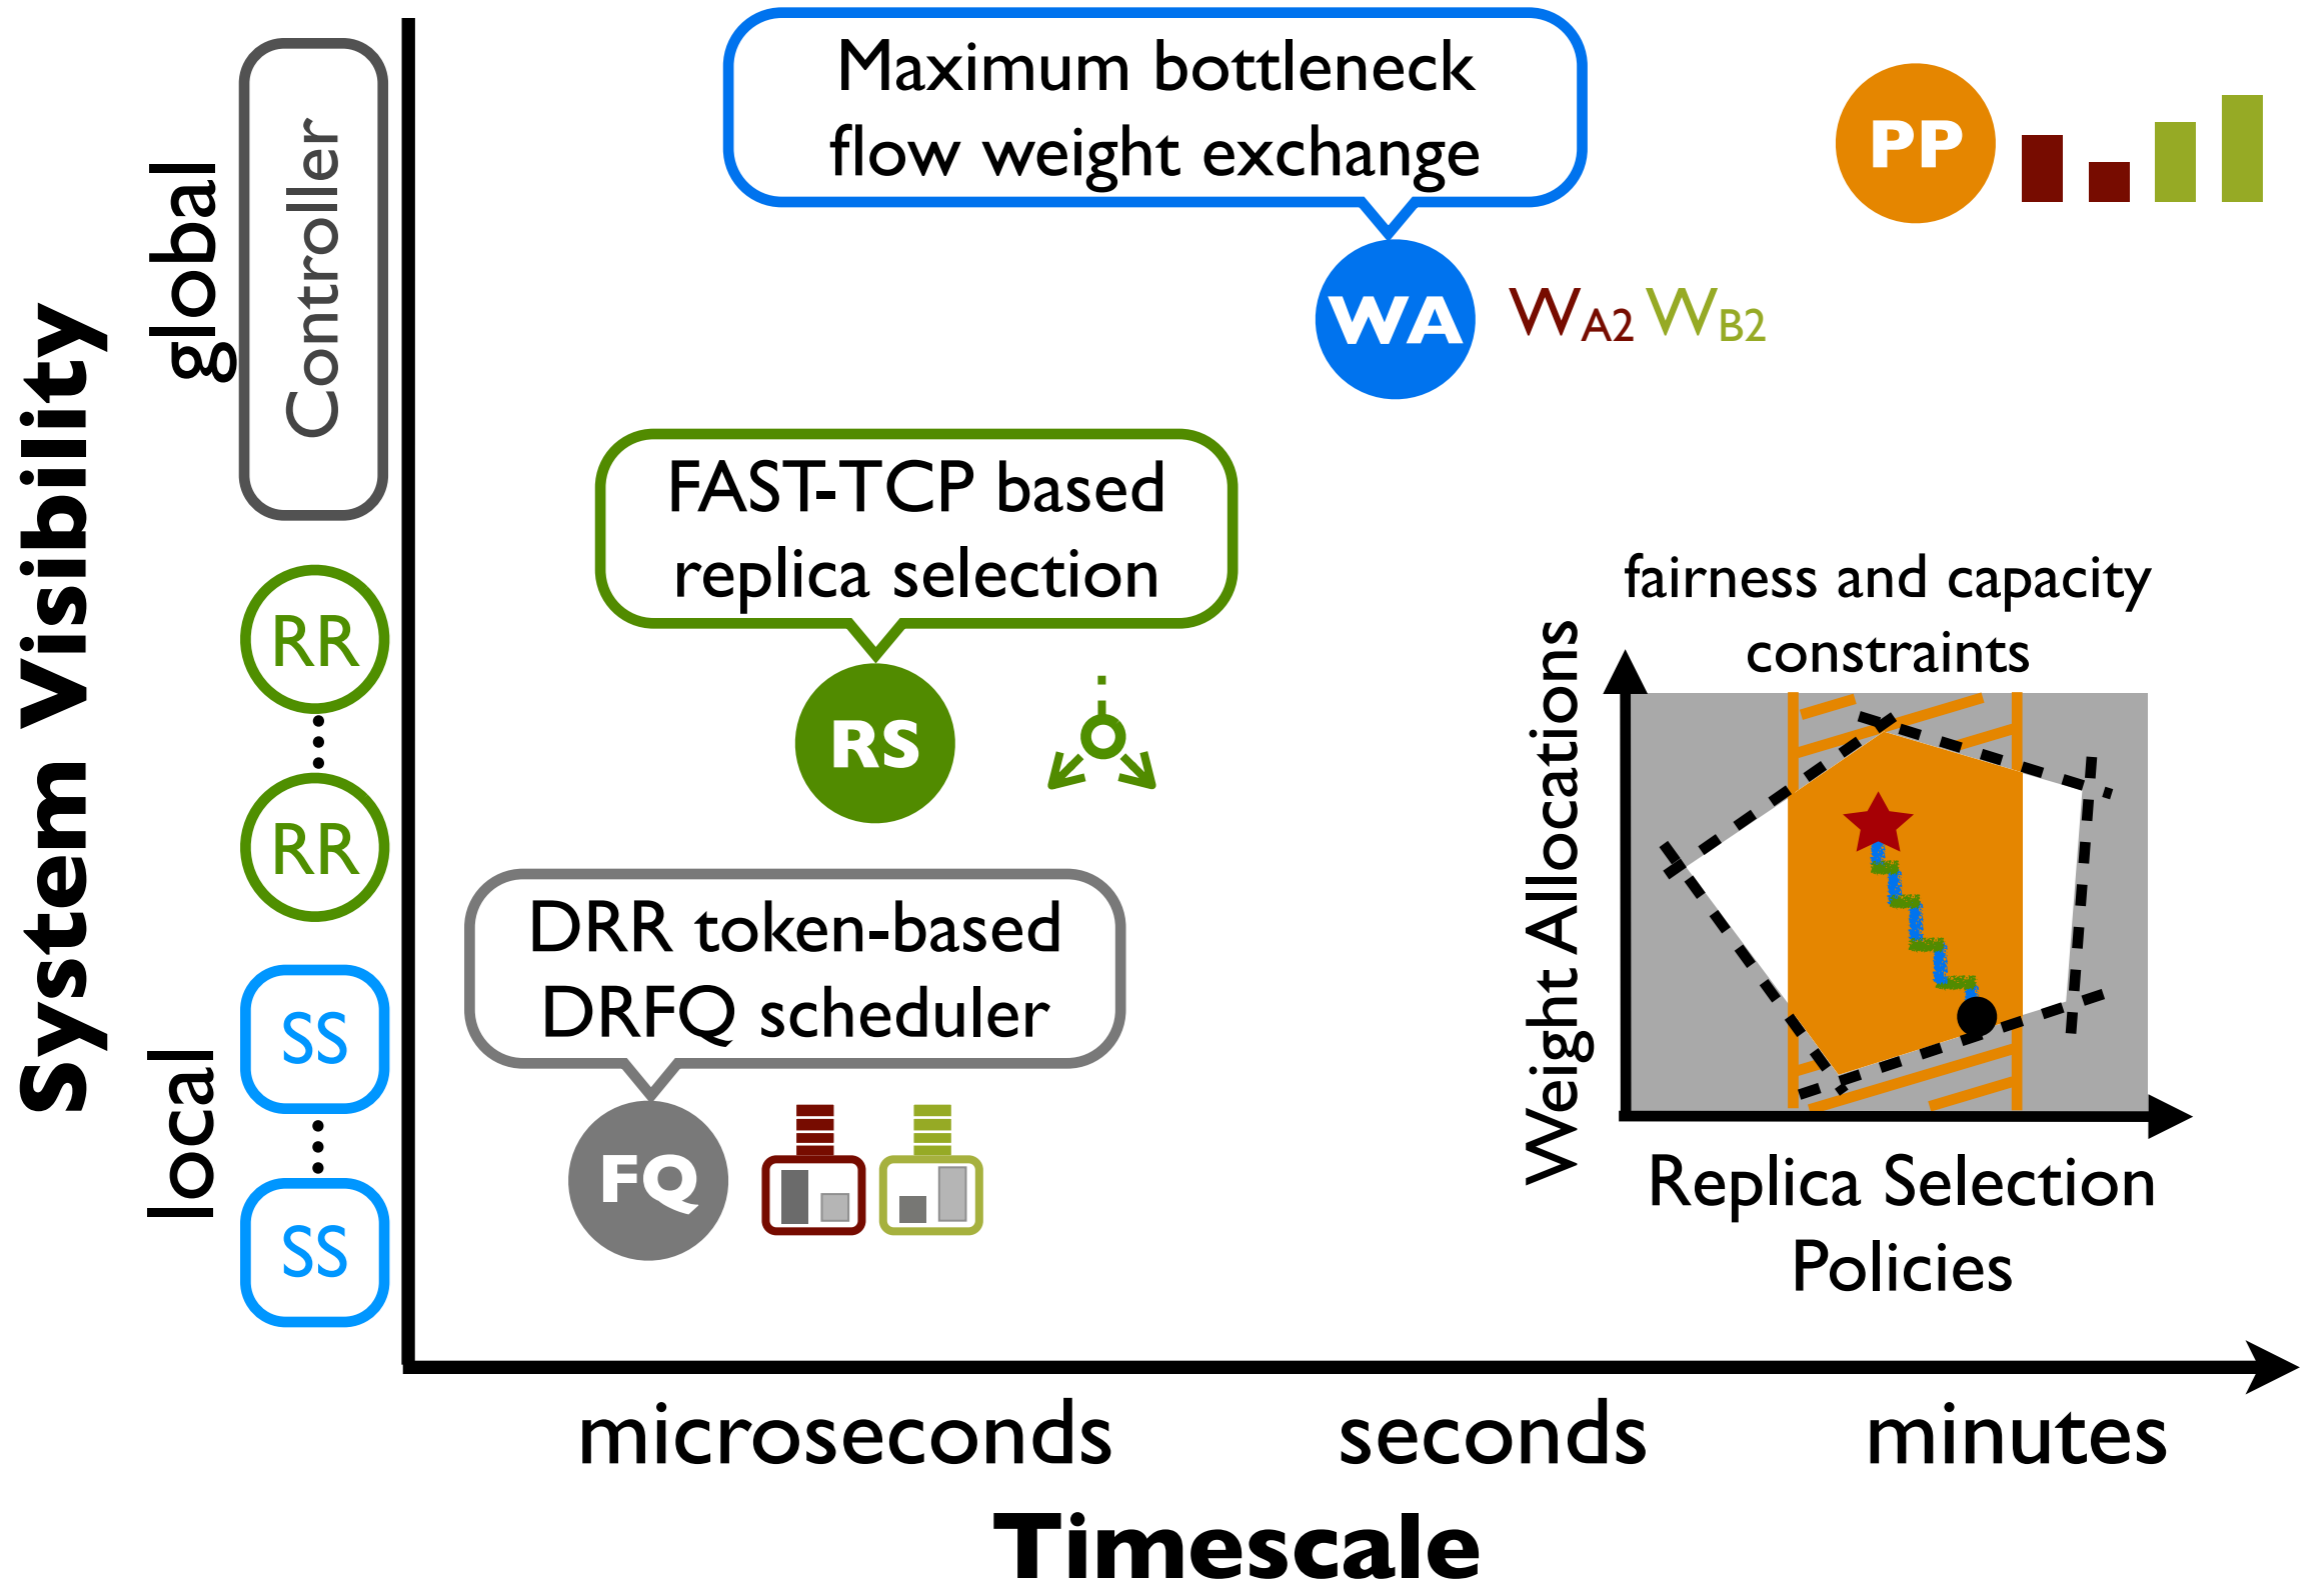 System Visibility
global
local
Controller
RR
RR
SS
SS
Maximum bottleneck
flow weight exchange
PP
WA
WA2 WB2
FAST-TCP based
replica selection
RS
DRR token-based
DRFQ scheduler
FQ
fairness and capacity
constraints
Weight Allocations
Replica Selection
Policies
microseconds
seconds
minutes
Timescale